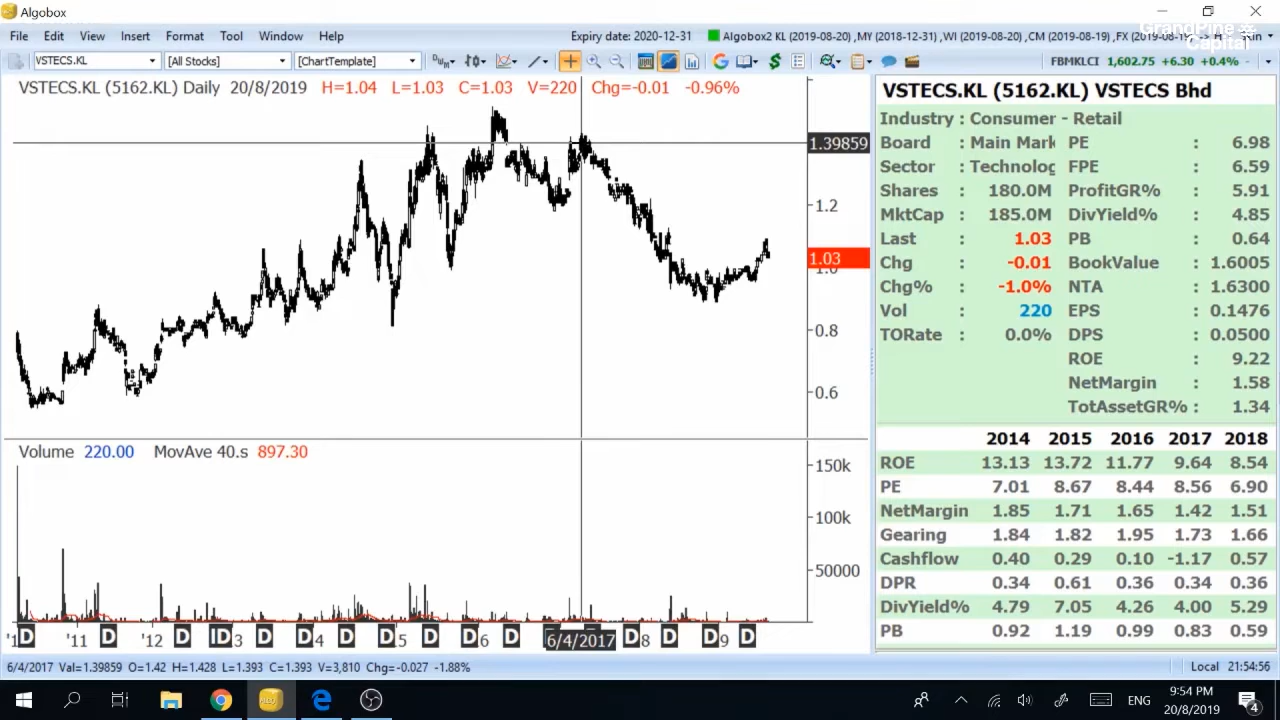 Algobox
GrandPine Capital
File Edit View Insert Format Tool Window Help
Expiry date: 2020-12-31 Algobox2 KL (2019-08-20) ,MY (2018-12-31) ,WI (2019-08-20) ,CM (2019-08-19) ,FX (2019-08-19)
VSTECS.KL [All Stocks] [ChartTemplate]
FBMKLCI 1,602.75 +6.30 +0.4%
VSTECS.KL (5162.KL) Daily 20/8/2019 H=1.04 L=1.03 C=1.03 V=220 Chg=-0.01 -0.96%
1.39859
1.2
1.03
1.0
0.8
0.6
Volume 220.00 MovAve 40.s 897.30
150k
100k
50000
D '11 D '12 D D 3 D D 4 D D 5 D D 6 D 6/4/2017 D 8 D D 9 D
6/4/2017 Val=1.39859 O=1.42 H=1.428 L=1.393 C=1.393 V=3,810 Chg=-0.027 -1.88%
VSTECS.KL (5162.KL) VSTECS Bhd
Industry : Consumer - Retail
Board : Main Mark PE : 6.98
Sector : Technolog FPE : 6.59
Shares : 180.0M ProfitGR% : 5.91
MktCap : 185.0M DivYield% : 4.85
Last : 1.03 PB : 0.64
Chg : -0.01 BookValue : 1.6005
Chg% : -1.0% NTA : 1.6300
Vol : 220 EPS : 0.1476
TORate : 0.0% DPS : 0.0500
ROE : 9.22
NetMargin : 1.58
TotAssetGR% : 1.34
2014 2015 2016 2017 2018
ROE 13.13 13.72 11.77 9.64 8.54
PE 7.01 8.67 8.44 8.56 6.90
NetMargin 1.85 1.71 1.65 1.42 1.51
Gearing 1.84 1.82 1.95 1.73 1.66
Cashflow 0.40 0.29 0.10 -1.17 0.57
DPR 0.34 0.61 0.36 0.34 0.36
DivYield% 4.79 7.05 4.26 4.00 5.29
PB 0.92 1.19 0.99 0.83 0.59
Local 21:54:56
ENG
9:54 PM
20/8/2019
4